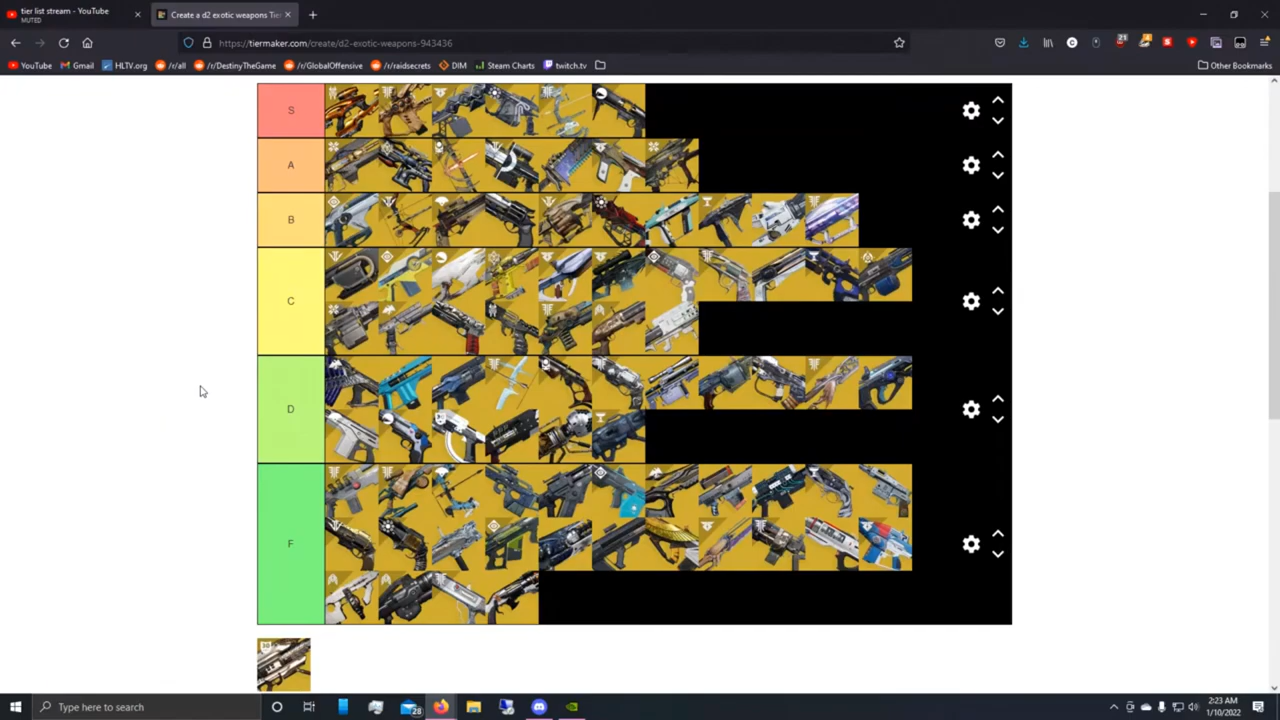 tier list stream - YouTube
MUTED
Create a d2 exotic weapons Tie
https://tiermaker.com/create/d2-exotic-weapons-943436
YouTube Gmail HLTV.org /r/all /r/DestinyTheGame /r/GlobalOffensive /r/raidsecrets DIM Steam Charts twitch.tv Other Bookmarks
S
A
B
C
D
F
Type here to search
28
2:23 AM
1/10/2022